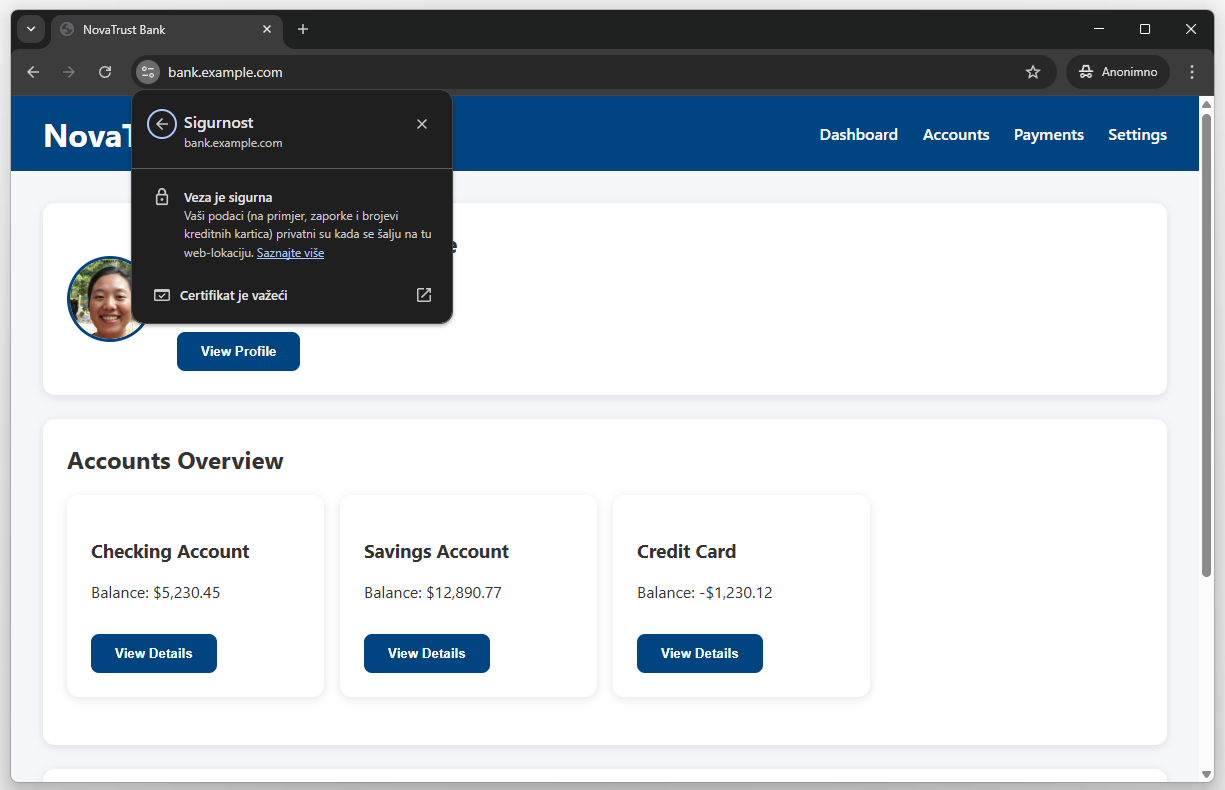 NovaTrust Bank
bank.example.com
Anonimno
Sigurnost
bank.example.com
Veza je sigurna
Vaši podaci (na primjer, zaporke i brojevi
kreditnih kartica) privatni su kada se šalju na tu
web-lokaciju. Saznajte više
Certifikat je važeći
Dashboard
Accounts
Payments
Settings
View Profile
Accounts Overview
Checking Account
Balance: $5,230.45
View Details
Savings Account
Balance: $12,890.77
View Details
Credit Card
Balance: -$1,230.12
View Details